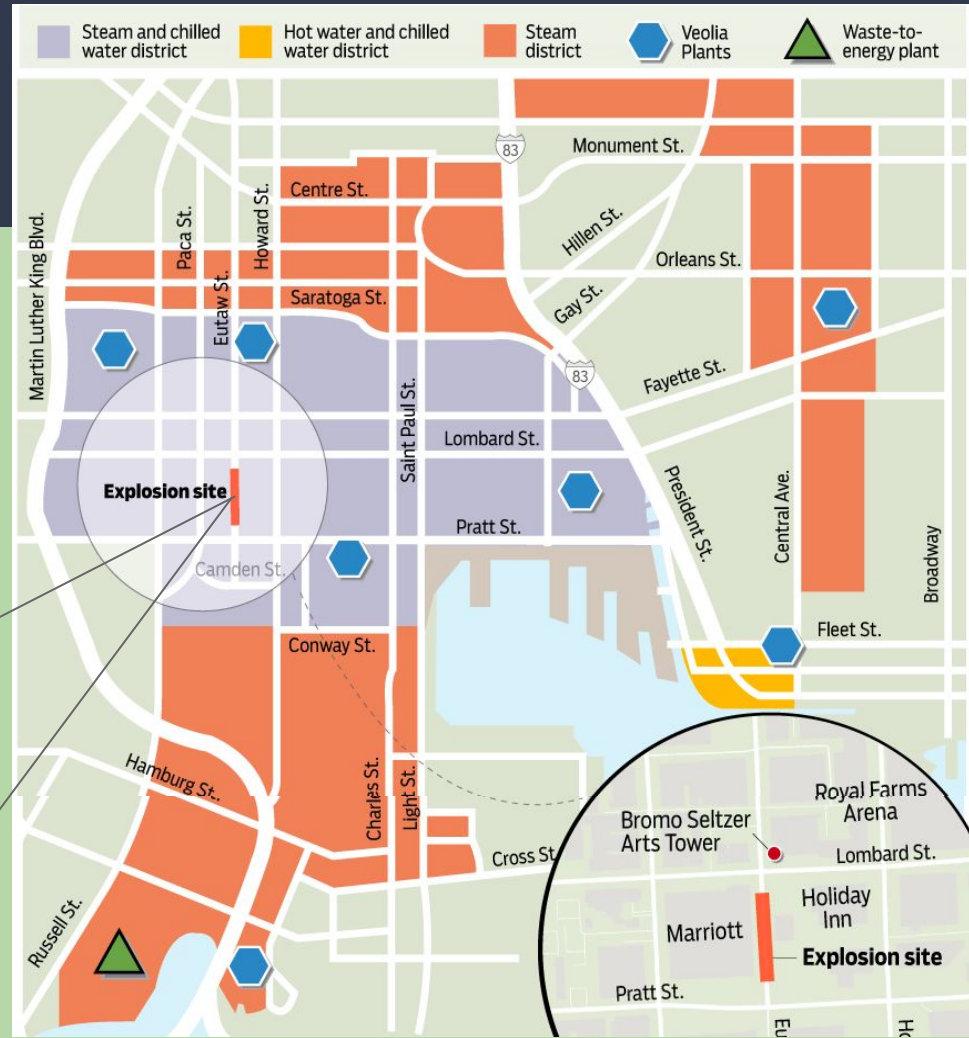 Steam and chilled
water district
Hot water and chilled
water district
Steam
district
Veolia
Plants
Waste-to-
energy plant
83
Monument St.
Centre St.
Martin Luther King Blvd.
Paca St.
Howard St.
Eutaw St.
Hillen St.
Orleans St.
Saratoga St.
Gay St.
83
Fayette St.
Saint Paul St.
Lombard St.
Explosion site
Pratt St.
President St.
Central Ave.
Broadway
Camden St.
Fleet St.
Conway St.
Hamburg St.
Charles St.
Light St.
Cross St
Russell St.
Royal Farms
Arena
Bromo Seltzer
Arts Tower
Lombard St.
Holiday
Inn
Marriott
Explosion site
Pratt St.
Eu
Ho